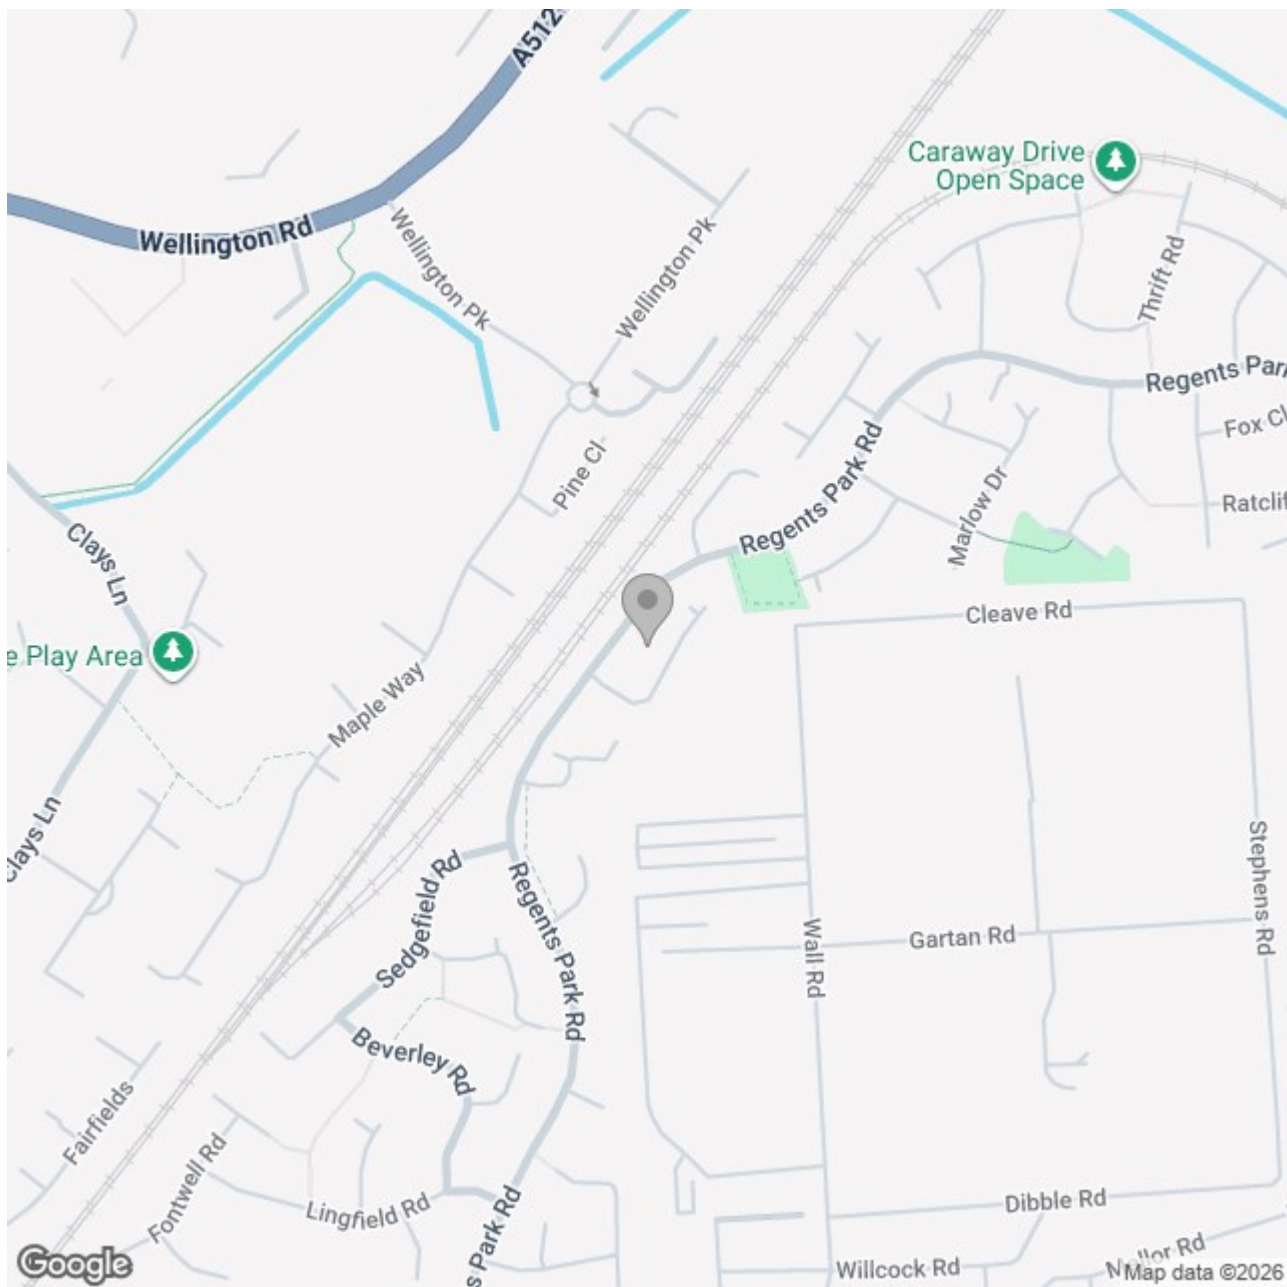 A512
Caraway Drive
Open Space
Wellington Rd
Wellington Pk
Wellington Pk
Thrift Rd
Regents Park
Fox Cl
Pine Cl
Regents Park Rd
Marlow Dr
Ratclif
Clays Ln
Cleave Rd
e Play Area
Maple Way
Clays Ln
Stephens Rd
Sedgefield Rd
Regents Park Rd
Wall Rd
Gartan Rd
Beverley Rd
Fairfields
Fontwell Rd
Lingfield Rd
s Park Rd
Dibble Rd
Willcock Rd
Mellor Rd
Google
Map data ©2026